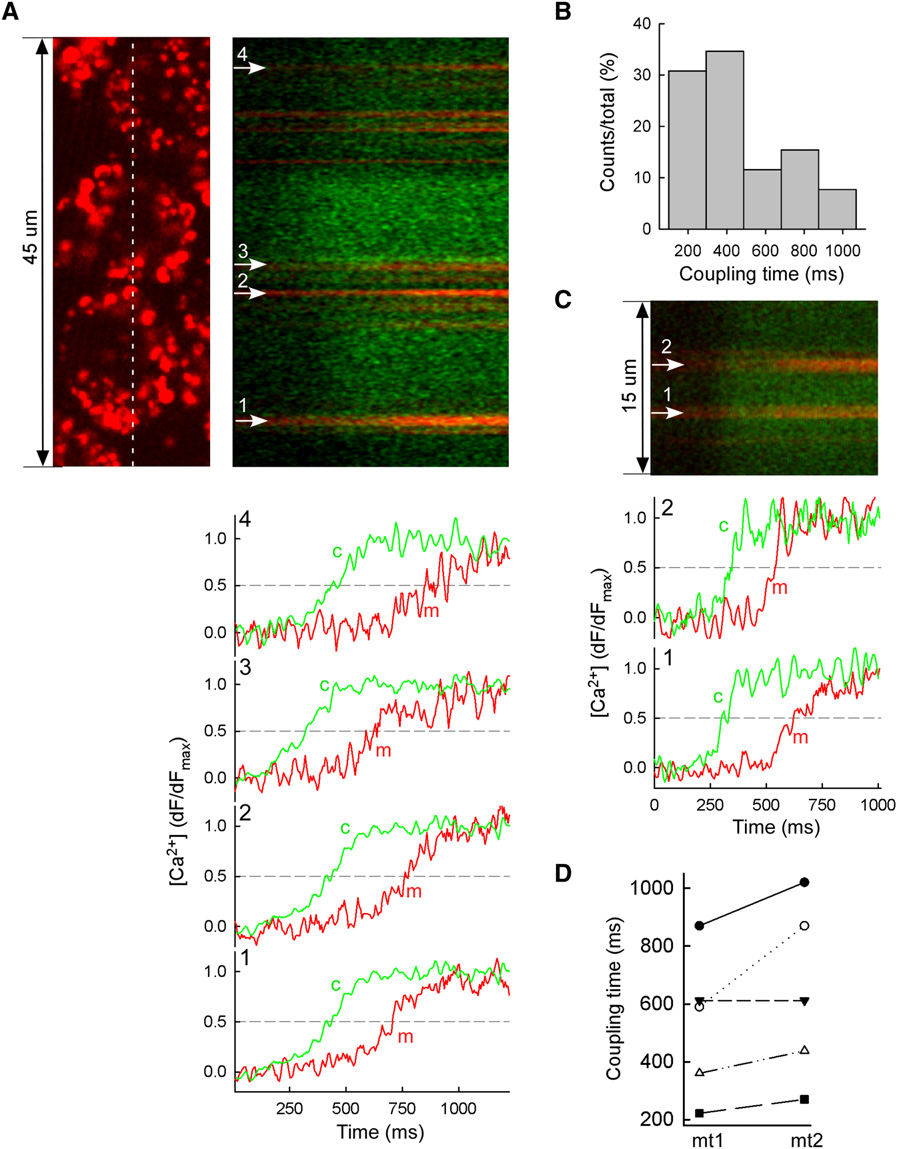 A
45 um
4
3
2
1
4
1.0
0.5
0.0
c
m
3
1.0
0.5
0.0
c
m
2
1.0
0.5
0.0
c
m
1
1.0
0.5
0.0
c
m
[Ca2+] (dF/dFmax)
250 500 750 1000
Time (ms)
B
Counts/total (%)
40
30
20
10
0
200 400 600 800 1000
Coupling time (ms)
C
15 um
2
1
2
1.0
0.5
0.0
c
m
1
1.0
0.5
0.0
c
m
[Ca2+] (dF/dFmax)
0 250 500 750 1000
Time (ms)
D
Coupling time (ms)
1000
800
600
400
200
mt1 mt2